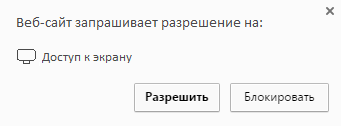 Веб-сайт запрашивает разрешение на:
Доступ к экрану
Разрешить
Блокировать